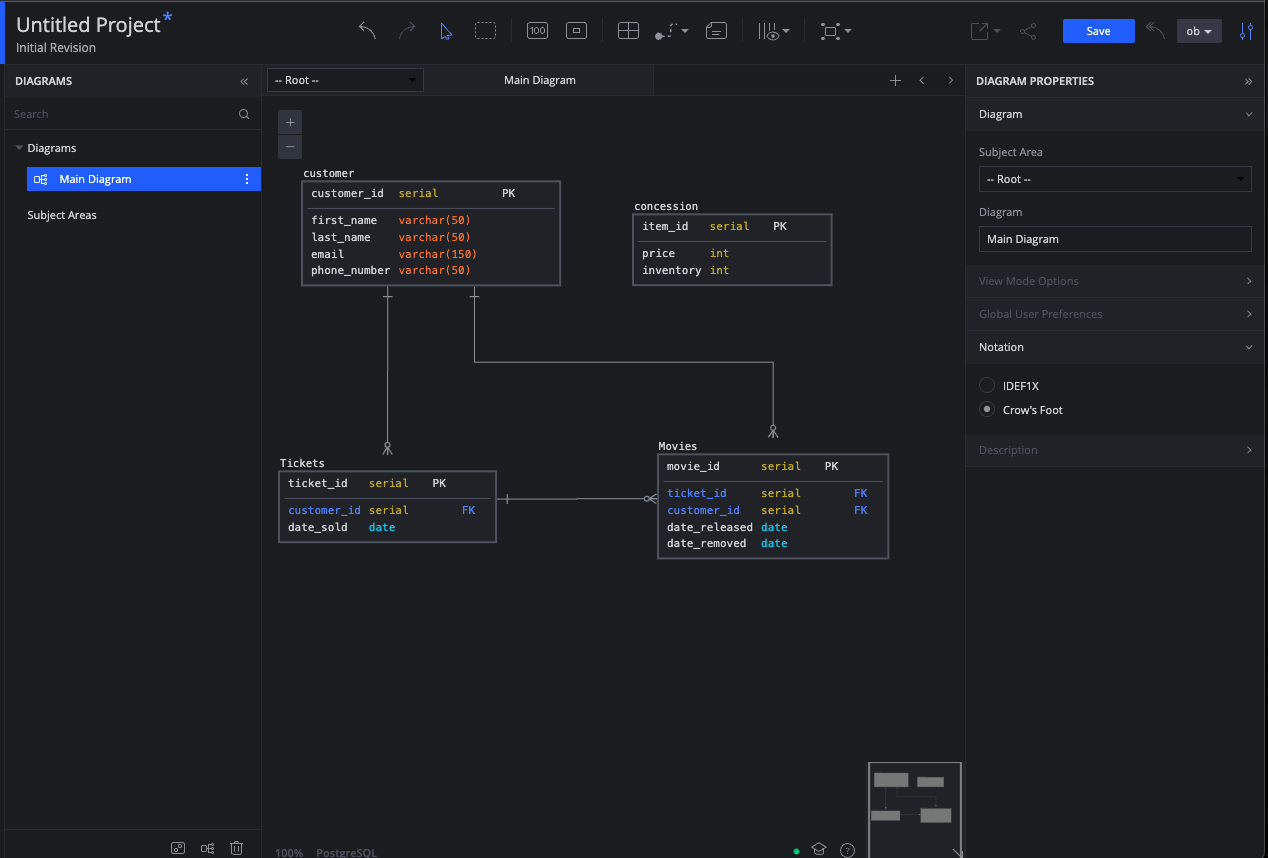 Untitled Project*
Initial Revision
100
Save
ob
DIAGRAMS
Search
Diagrams
Main Diagram
Subject Areas
-- Root --
Main Diagram
customer
customer_id serial PK
first_name varchar(50)
last_name varchar(50)
email varchar(150)
phone_number varchar(50)
concession
item_id serial PK
price int
inventory int
Tickets
ticket_id serial PK
customer_id serial FK
date_sold date
Movies
movie_id serial PK
ticket_id serial FK
customer_id serial FK
date_released date
date_removed date
100% PostgreSQL
DIAGRAM PROPERTIES
Diagram
Subject Area
-- Root --
Diagram
Main Diagram
View Mode Options
Global User Preferences
Notation
IDEF1X
Crow's Foot
Description